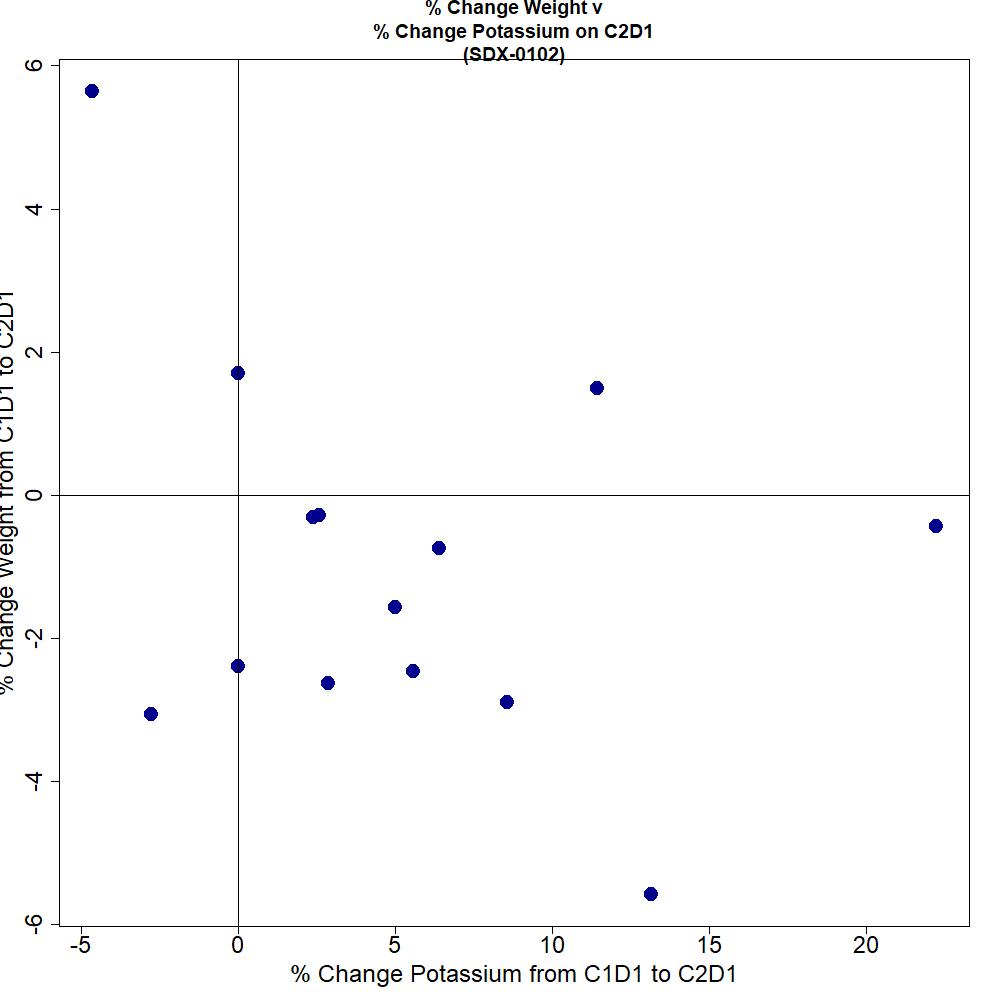 % Change Weight v
% Change Potassium on C2D1
(SDX-0102)
% Change Weight from C1D1 to C2D1
6
4
2
0
-2
-4
-6
-5 0 5 10 15 20
% Change Potassium from C1D1 to C2D1